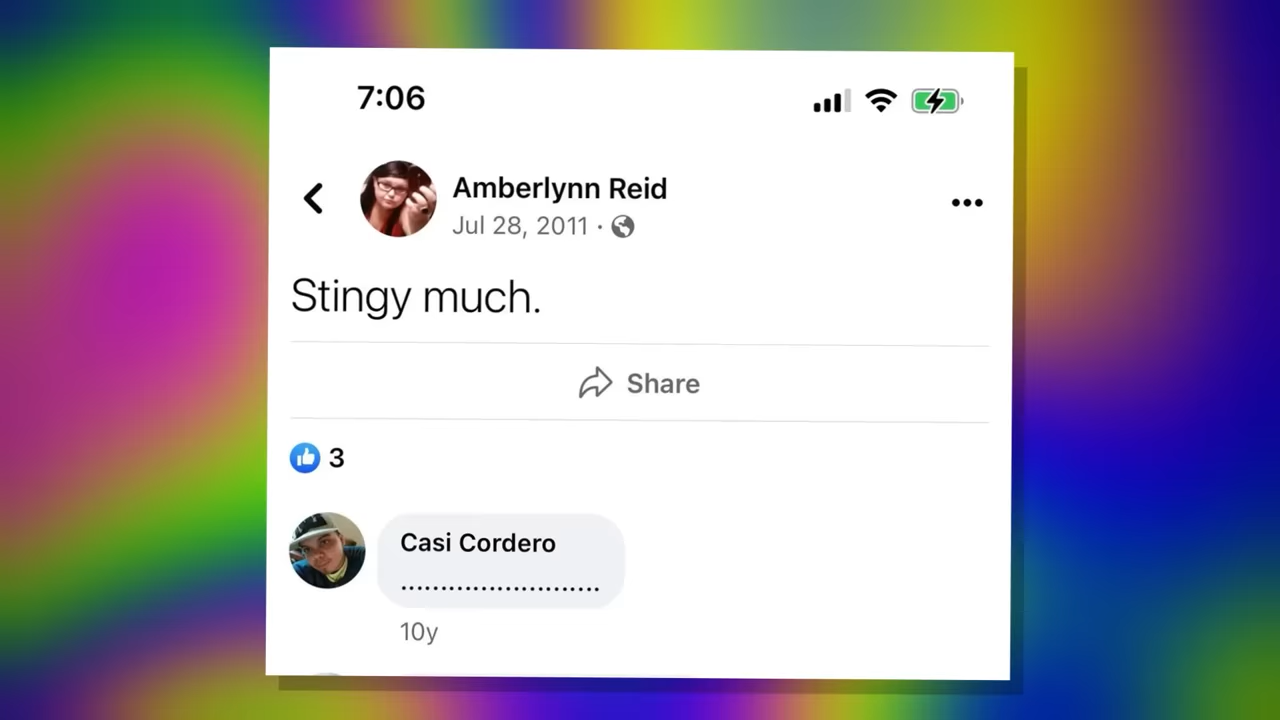 7:06
Amberlynn Reid
Jul 28, 2011 ·
Stingy much.
Share
3
Casi Cordero
.........................
10y